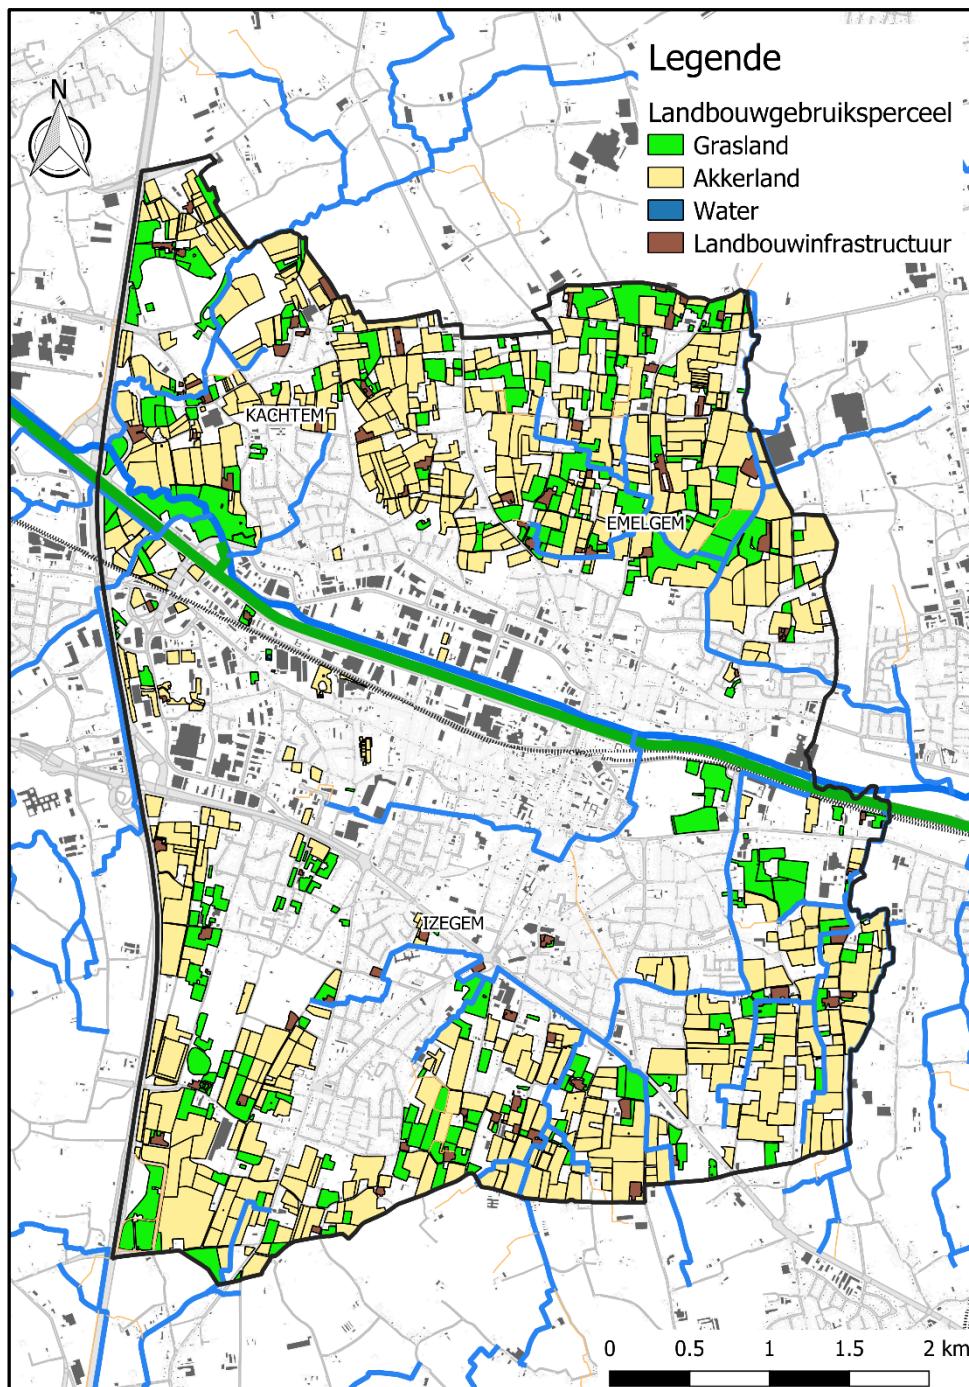 Legende
N
Landbouwgebruiksperceel
Grasland
Akkerland
Water
Landbouwinfrastructuur
KACHTEM
EMELGEM
IZEGEM
0 0.5 1 1.5 2 km